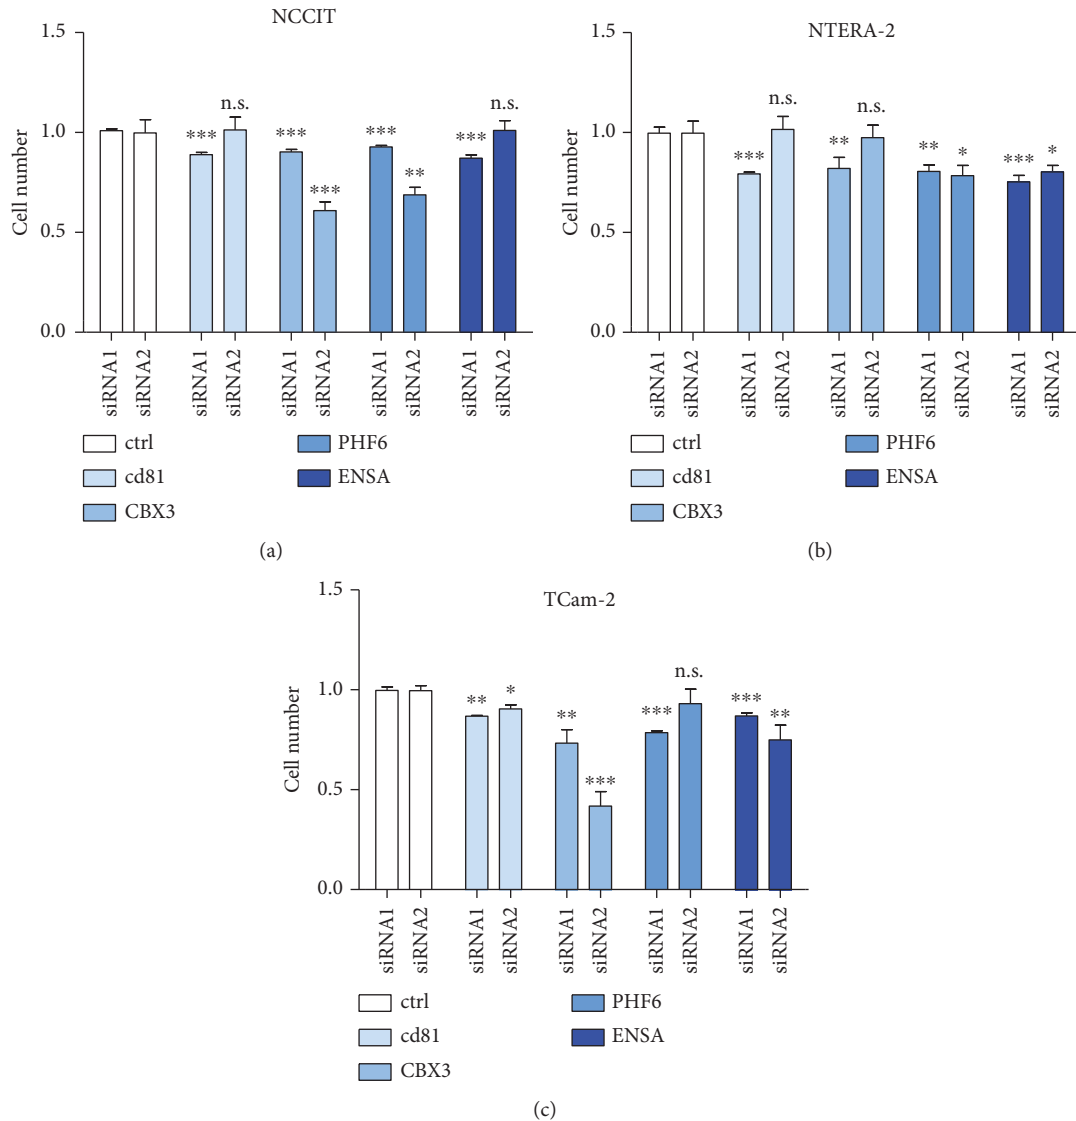 NCCIT
1.5
1.0
0.5
0.0
Cell number
***
n.s.
***
***
***
**
***
n.s.
siRNA1
siRNA2
siRNA1
siRNA2
siRNA1
siRNA2
siRNA1
siRNA2
siRNA1
siRNA2
ctrl
cd81
CBX3
PHF6
ENSA
(a)
NTERA-2
1.5
1.0
0.5
0.0
Cell number
***
n.s.
**
n.s.
**
*
***
*
siRNA1
siRNA2
siRNA1
siRNA2
siRNA1
siRNA2
siRNA1
siRNA2
siRNA1
siRNA2
ctrl
cd81
CBX3
PHF6
ENSA
(b)
TCam-2
1.5
1.0
0.5
0.0
Cell number
**
*
**
***
***
n.s.
***
**
siRNA1
siRNA2
siRNA1
siRNA2
siRNA1
siRNA2
siRNA1
siRNA2
siRNA1
siRNA2
ctrl
cd81
CBX3
PHF6
ENSA
(c)